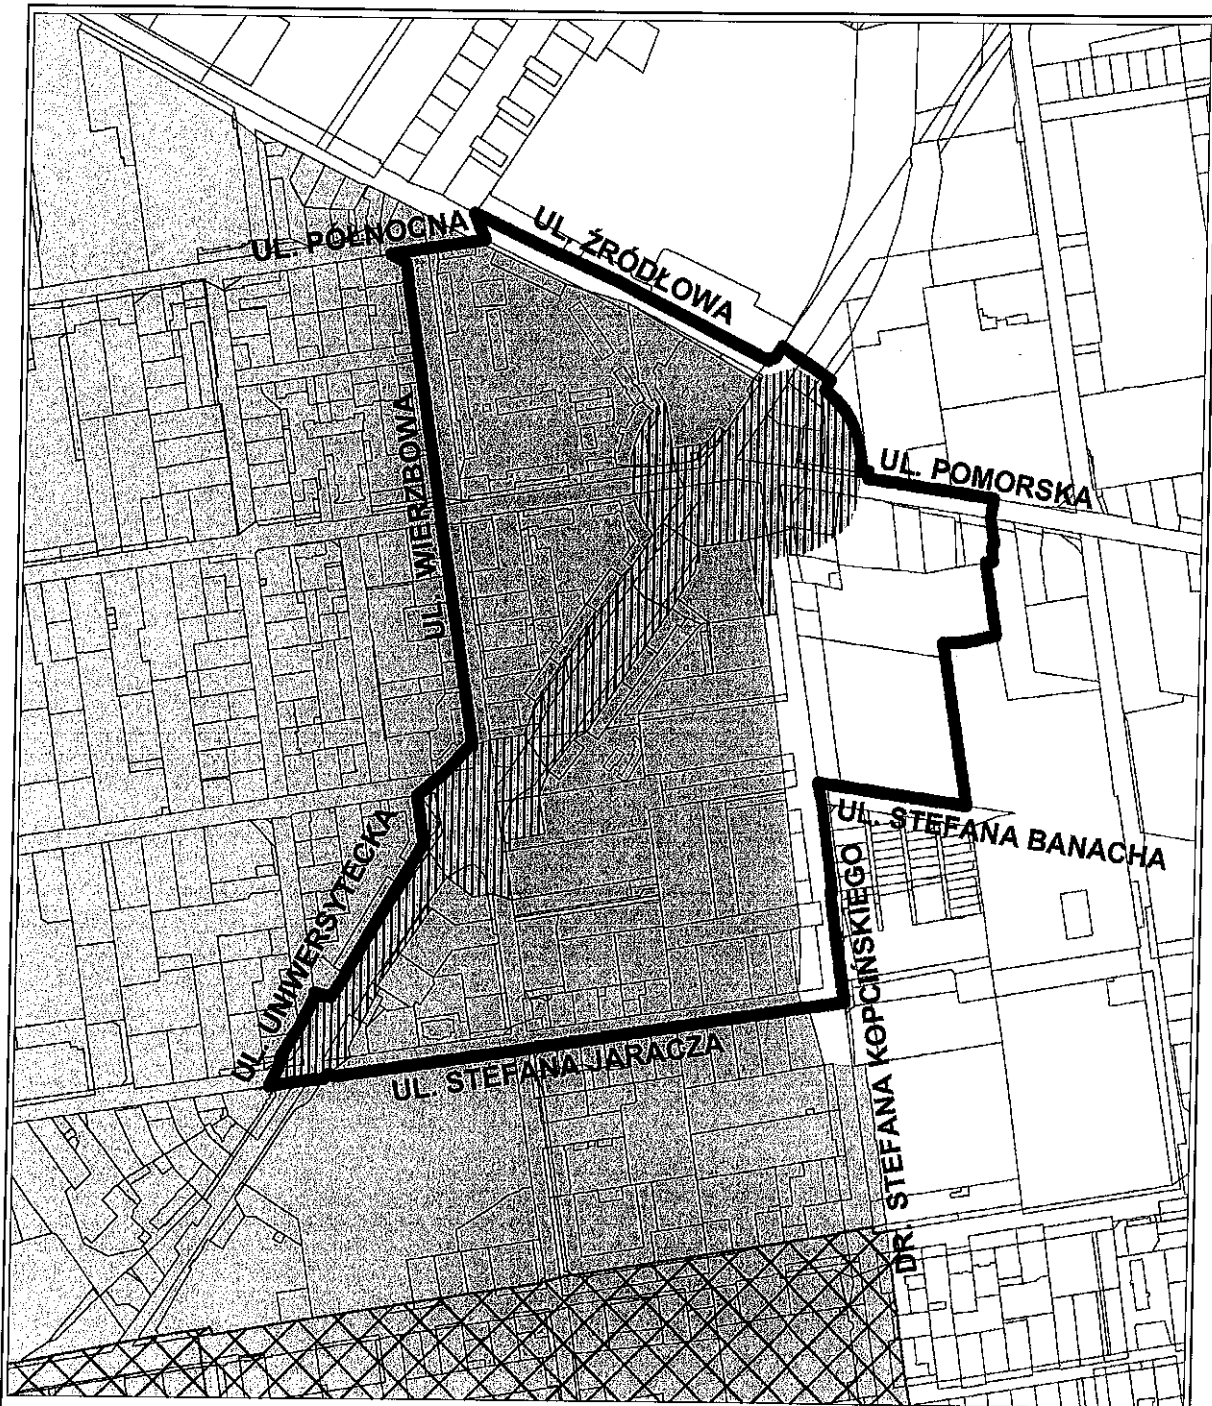 UL. PÓŁNOCNA
UL. ŹRÓDŁOWA
UL. WIERZBOWA
UL. POMORSKA
UL. UNIWERSYTECKA
UL. STEFANA BANACHA
UL. STEFANA JARACZA
DR. STEFANA KOPCIŃSKIEGO